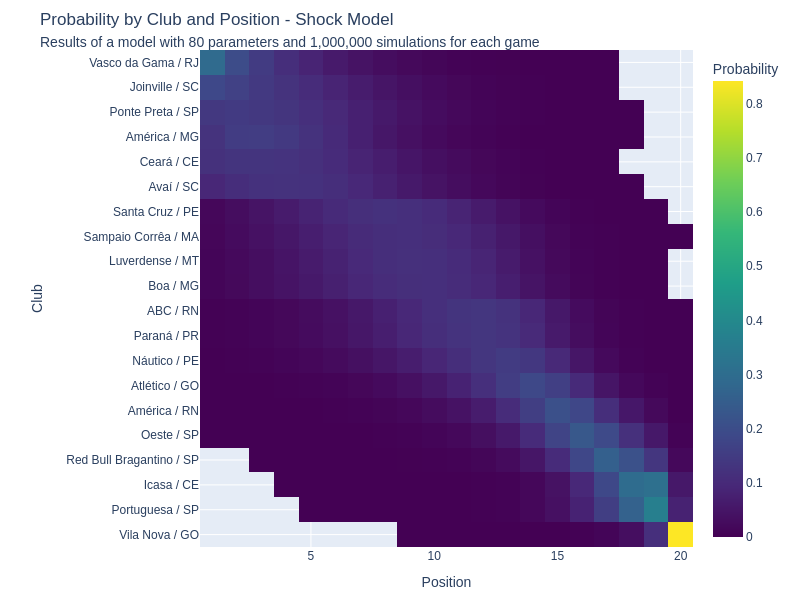 Probability by Club and Position - Shock Model
Results of a model with 80 parameters and 1,000,000 simulations for each game
Probability
Club
Vasco da Gama / RJ
Joinville / SC
Ponte Preta / SP
América / MG
Ceará / CE
Avaí / SC
Santa Cruz / PE
Sampaio Corrêa / MA
Luverdense / MT
Boa / MG
ABC / RN
Paraná / PR
Náutico / PE
Atlético / GO
América / RN
Oeste / SP
Red Bull Bragantino / SP
Icasa / CE
Portuguesa / SP
Vila Nova / GO
5 10 15 20
Position
0.8
0.7
0.6
0.5
0.4
0.3
0.2
0.1
0